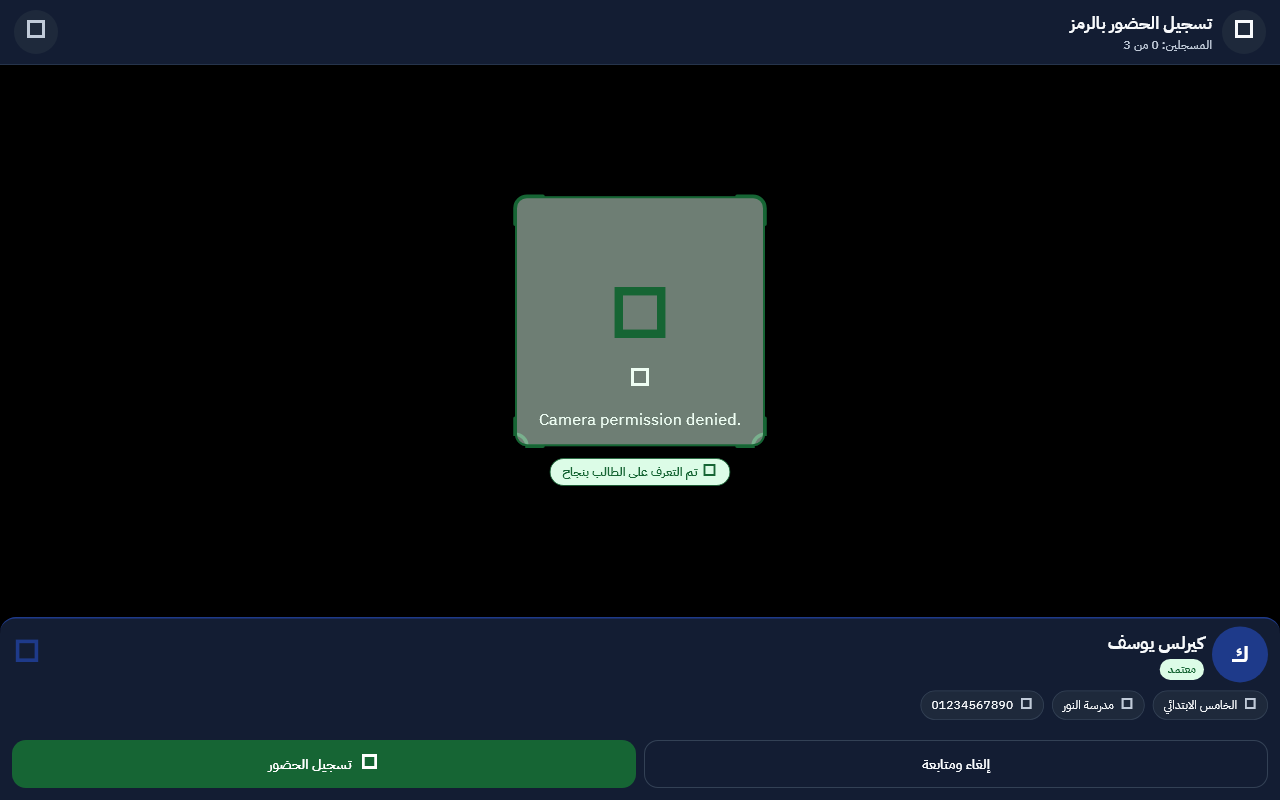 تسجيل الحضور بالرمز
المسجلين: 0 من 3
Camera permission denied.
تم التعرف على الطالب بنجاح
ك
كيرلس يوسف
معتمد
الخامس الابتدائي
مدرسة النور
01234567890
إلغاء ومتابعة
تسجيل الحضور